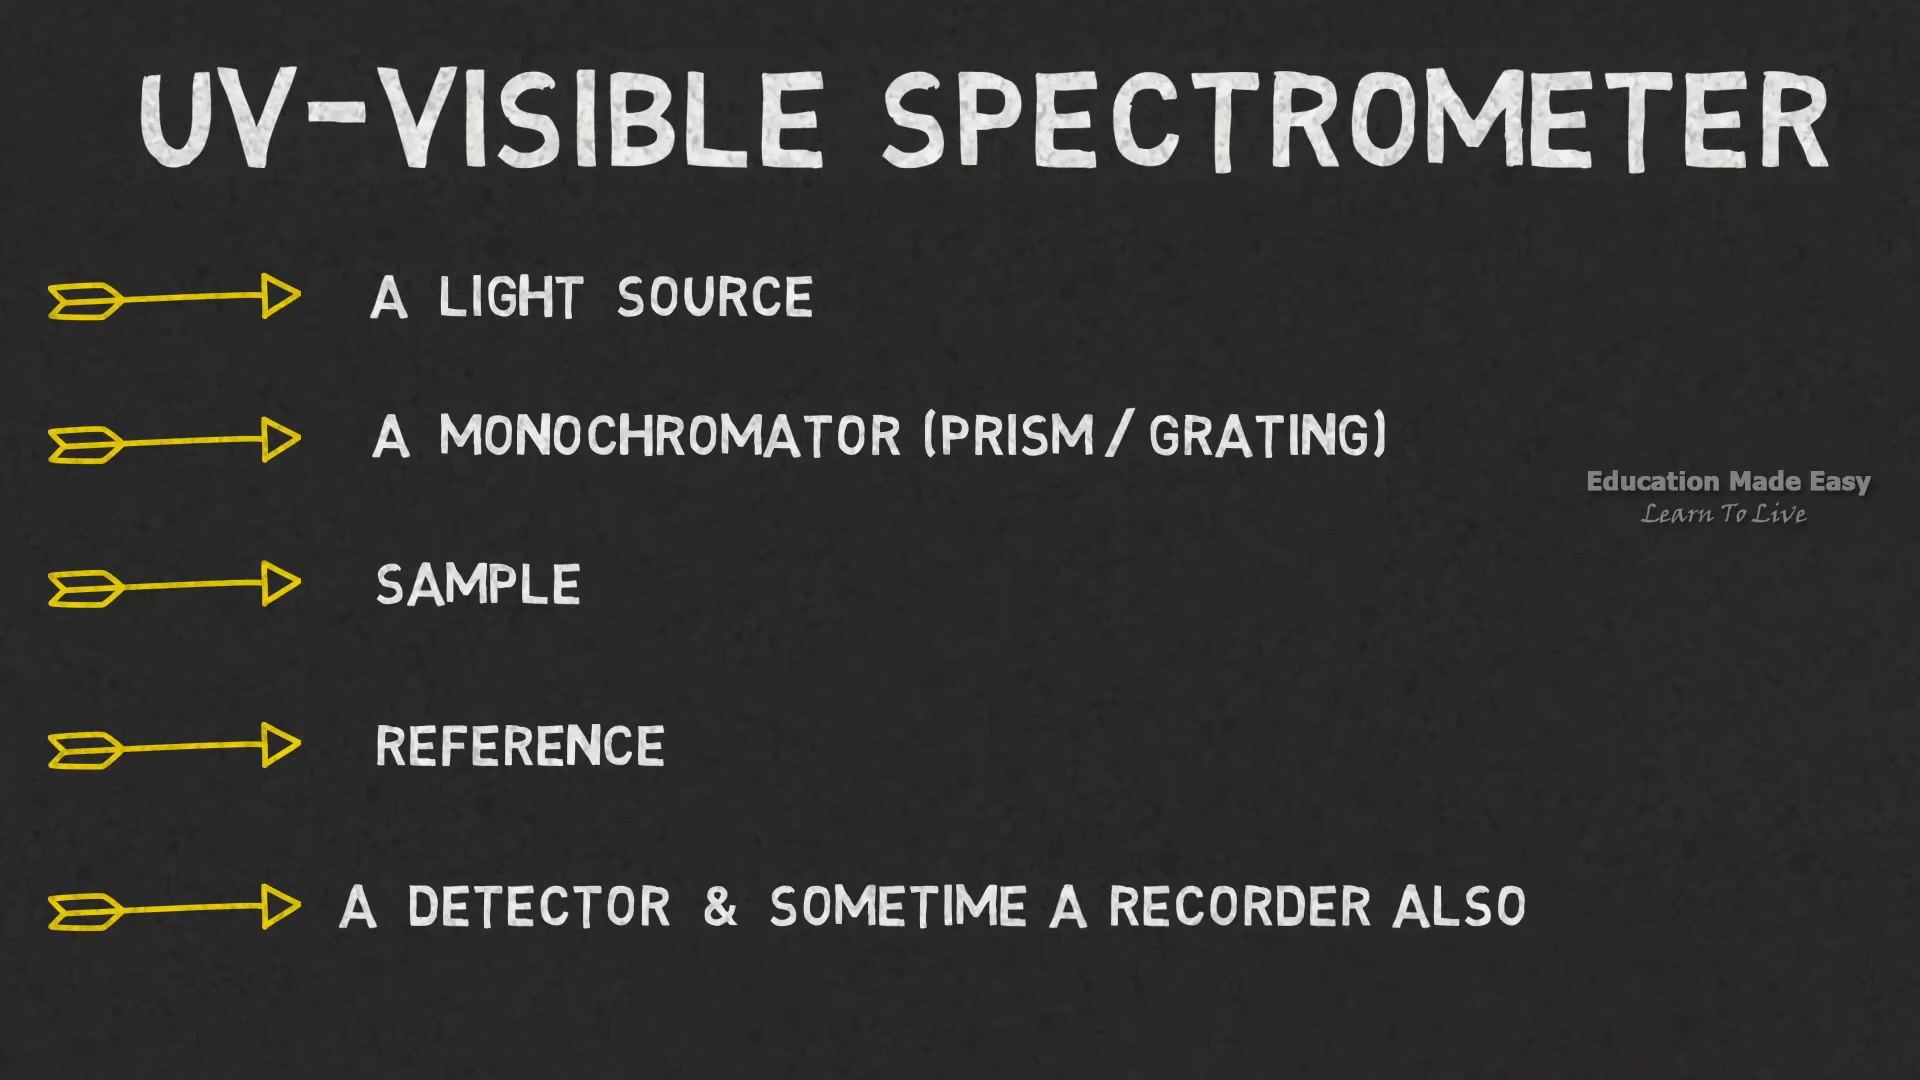 UV-VISIBLE SPECTROMETER
A LIGHT SOURCE
A MONOCHROMATOR (PRISM / GRATING)
Education Made Easy
Learn To Live
SAMPLE
REFERENCE
A DETECTOR & SOMETIME A RECORDER ALSO